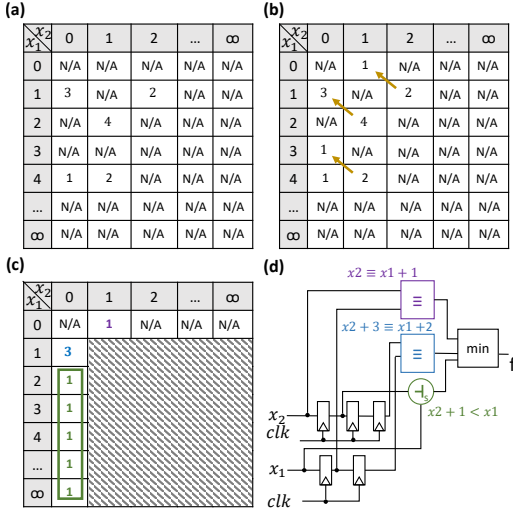 (a)
x₂ 0 1 2 ... ∞
x₁
0 N/A N/A N/A N/A N/A
1 3 N/A 2 N/A N/A
2 N/A 4 N/A N/A N/A
3 N/A N/A N/A N/A N/A
4 1 2 N/A N/A N/A
... N/A N/A N/A N/A N/A
∞ N/A N/A N/A N/A N/A
(b)
x₂ 0 1 2 ... ∞
x₁
0 N/A 1 N/A N/A N/A
1 3 N/A 2 N/A N/A
2 N/A 4 N/A N/A N/A
3 1 N/A N/A N/A N/A
4 1 2 N/A N/A N/A
... N/A N/A N/A N/A N/A
∞ N/A N/A N/A N/A N/A
(c)
x₂ 0 1 2 ... ∞
x₁
0 N/A 1 N/A N/A N/A
1 3
2 1
3 1
4 1
... 1
∞ 1
(d)
x2 ≡ x1 + 1
≡
x2 + 3 ≡ x1+2
≡
min
f
⊣s
x2 + 1 < x1
x₂
clk
x₁
clk